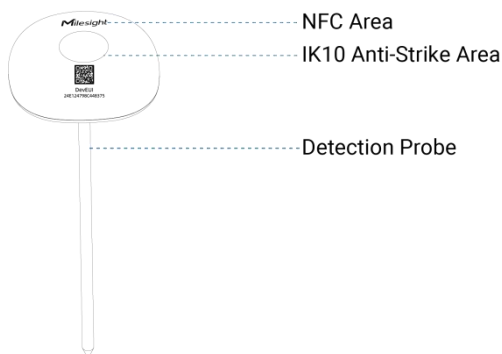 Milesight
NFC Area
IK10 Anti-Strike Area
DevEUI
Detection Probe